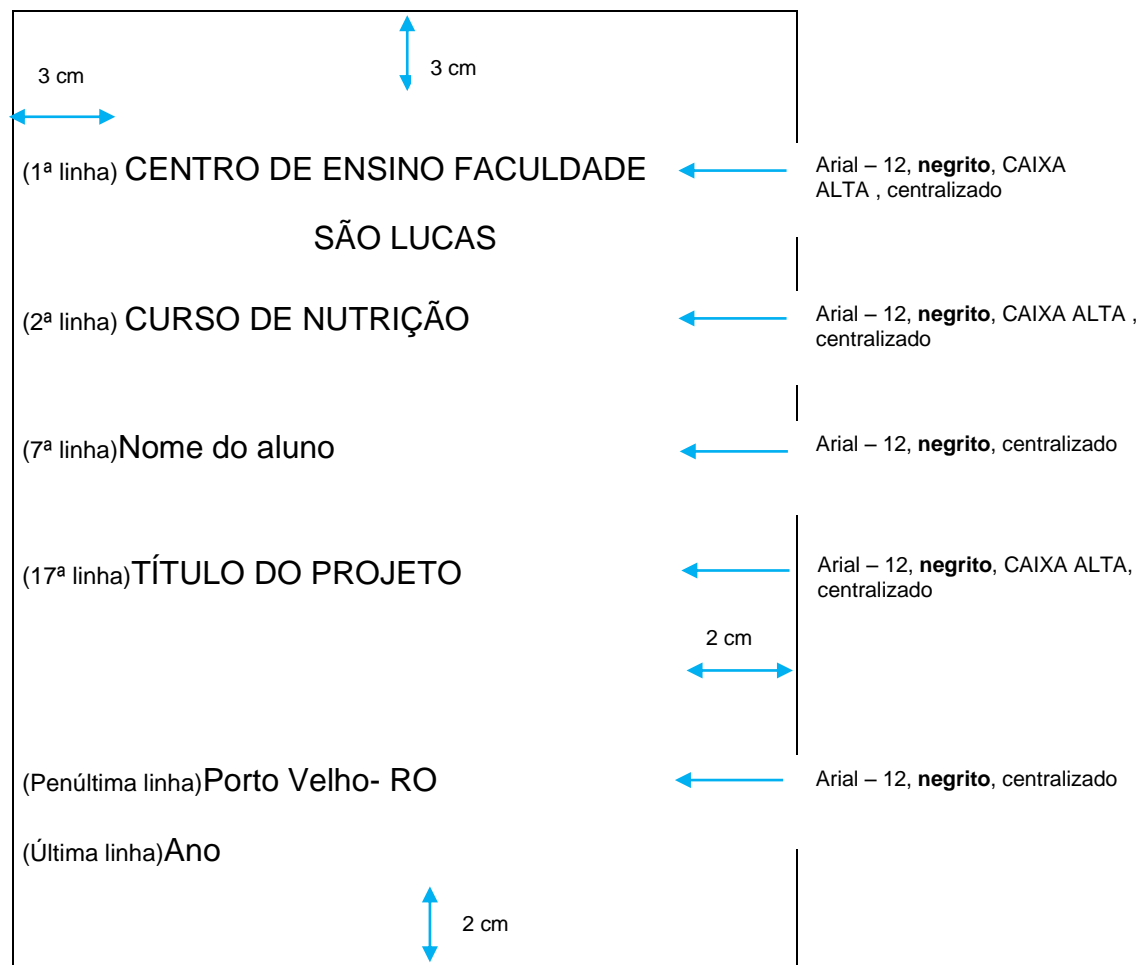 3 cm
3 cm
(1ª linha) CENTRO DE ENSINO FACULDADE
SÃO LUCAS
Arial – 12, negrito, CAIXA
ALTA , centralizado
(2ª linha) CURSO DE NUTRIÇÃO
Arial – 12, negrito, CAIXA ALTA ,
centralizado
(7ª linha)Nome do aluno
Arial – 12, negrito, centralizado
(17ª linha)TÍTULO DO PROJETO
Arial – 12, negrito, CAIXA ALTA,
centralizado
2 cm
(Penúltima linha)Porto Velho- RO
Arial – 12, negrito, centralizado
(Última linha)Ano
2 cm